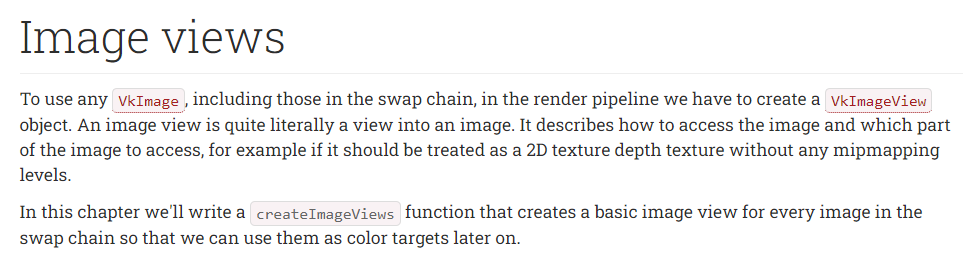 Image views
To use any VkImage, including those in the swap chain, in the render pipeline we have to create a VkImageView
object. An image view is quite literally a view into an image. It describes how to access the image and which part
of the image to access, for example if it should be treated as a 2D texture depth texture without any mipmapping
levels.
In this chapter we'll write a createImageViews function that creates a basic image view for every image in the
swap chain so that we can use them as color targets later on.